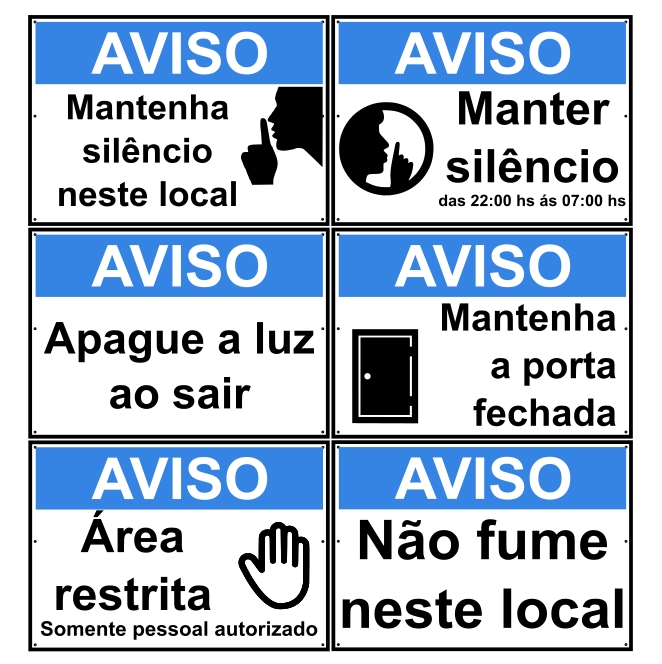 AVISO
Mantenha
silêncio
neste local
AVISO
Manter
silêncio
das 22:00 hs ás 07:00 hs
AVISO
Apague a luz
ao sair
AVISO
Mantenha
a porta
fechada
AVISO
Área
restrita
Somente pessoal autorizado
AVISO
Não fume
neste local